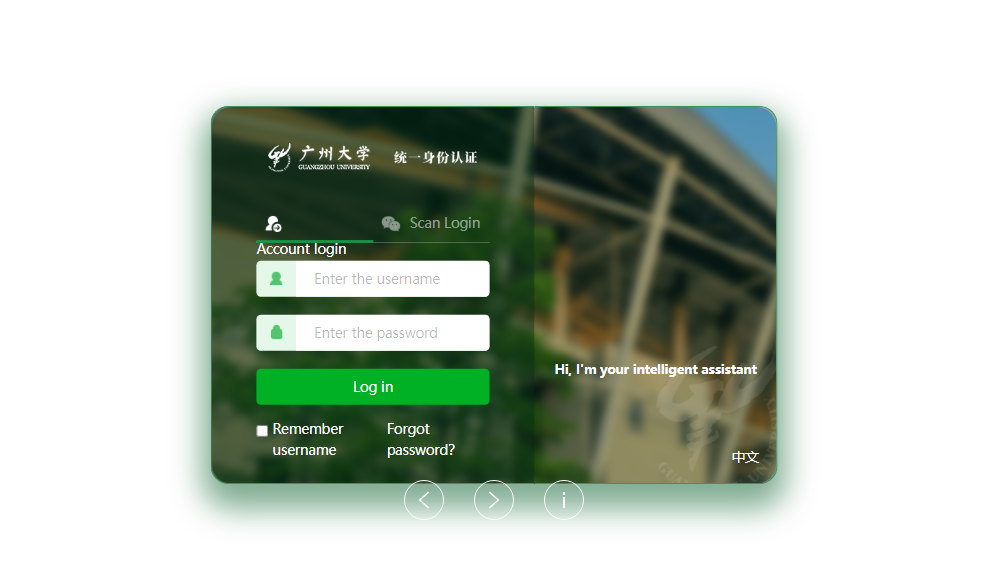 广州大学 统一身份认证
GUANGZHOU UNIVERSITY
Scan Login
Account login
Enter the username
Enter the password
Log in
Remember username
Forgot password?
Hi, I'm your intelligent assistant
中文